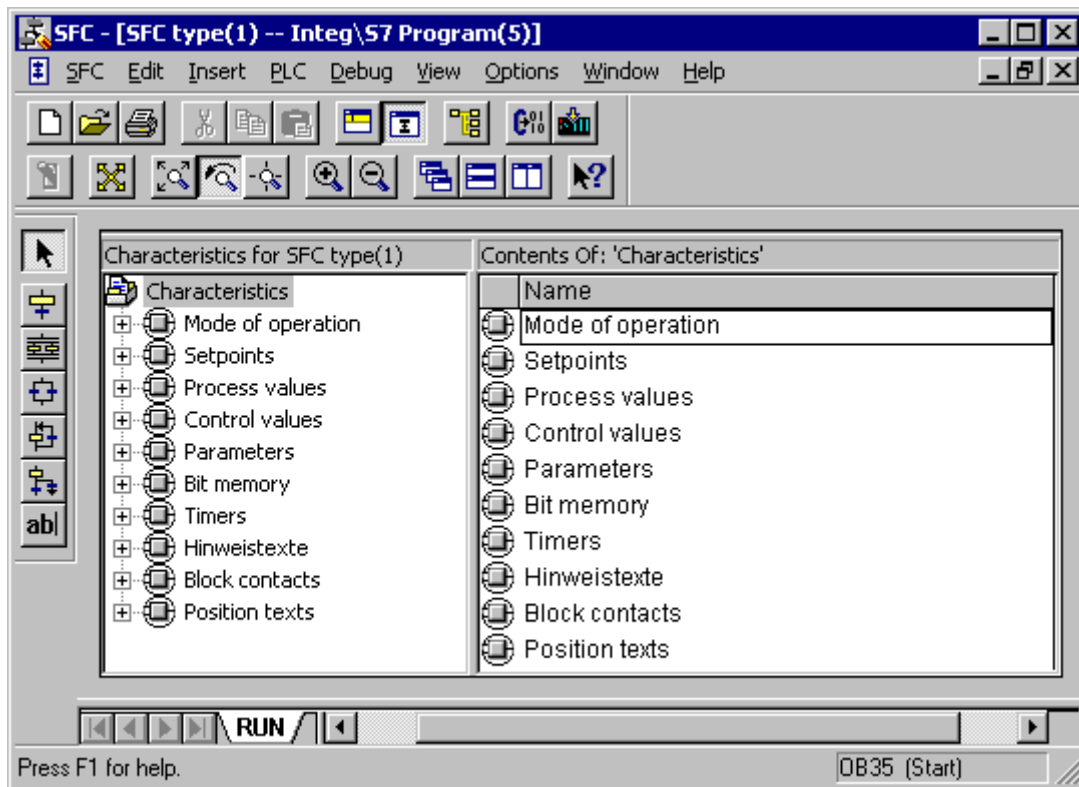 SFC - [SFC type(1) -- Integ\S7 Program(5)]
SFC Edit Insert PLC Debug View Options Window Help
Characteristics for SFC type(1)
Contents Of: 'Characteristics'
Characteristics
Mode of operation
Setpoints
Process values
Control values
Parameters
Bit memory
Timers
Hinweistexte
Block contacts
Position texts
Name
Mode of operation
Setpoints
Process values
Control values
Parameters
Bit memory
Timers
Hinweistexte
Block contacts
Position texts
ab|
RUN
Press F1 for help.
OB35 (Start)